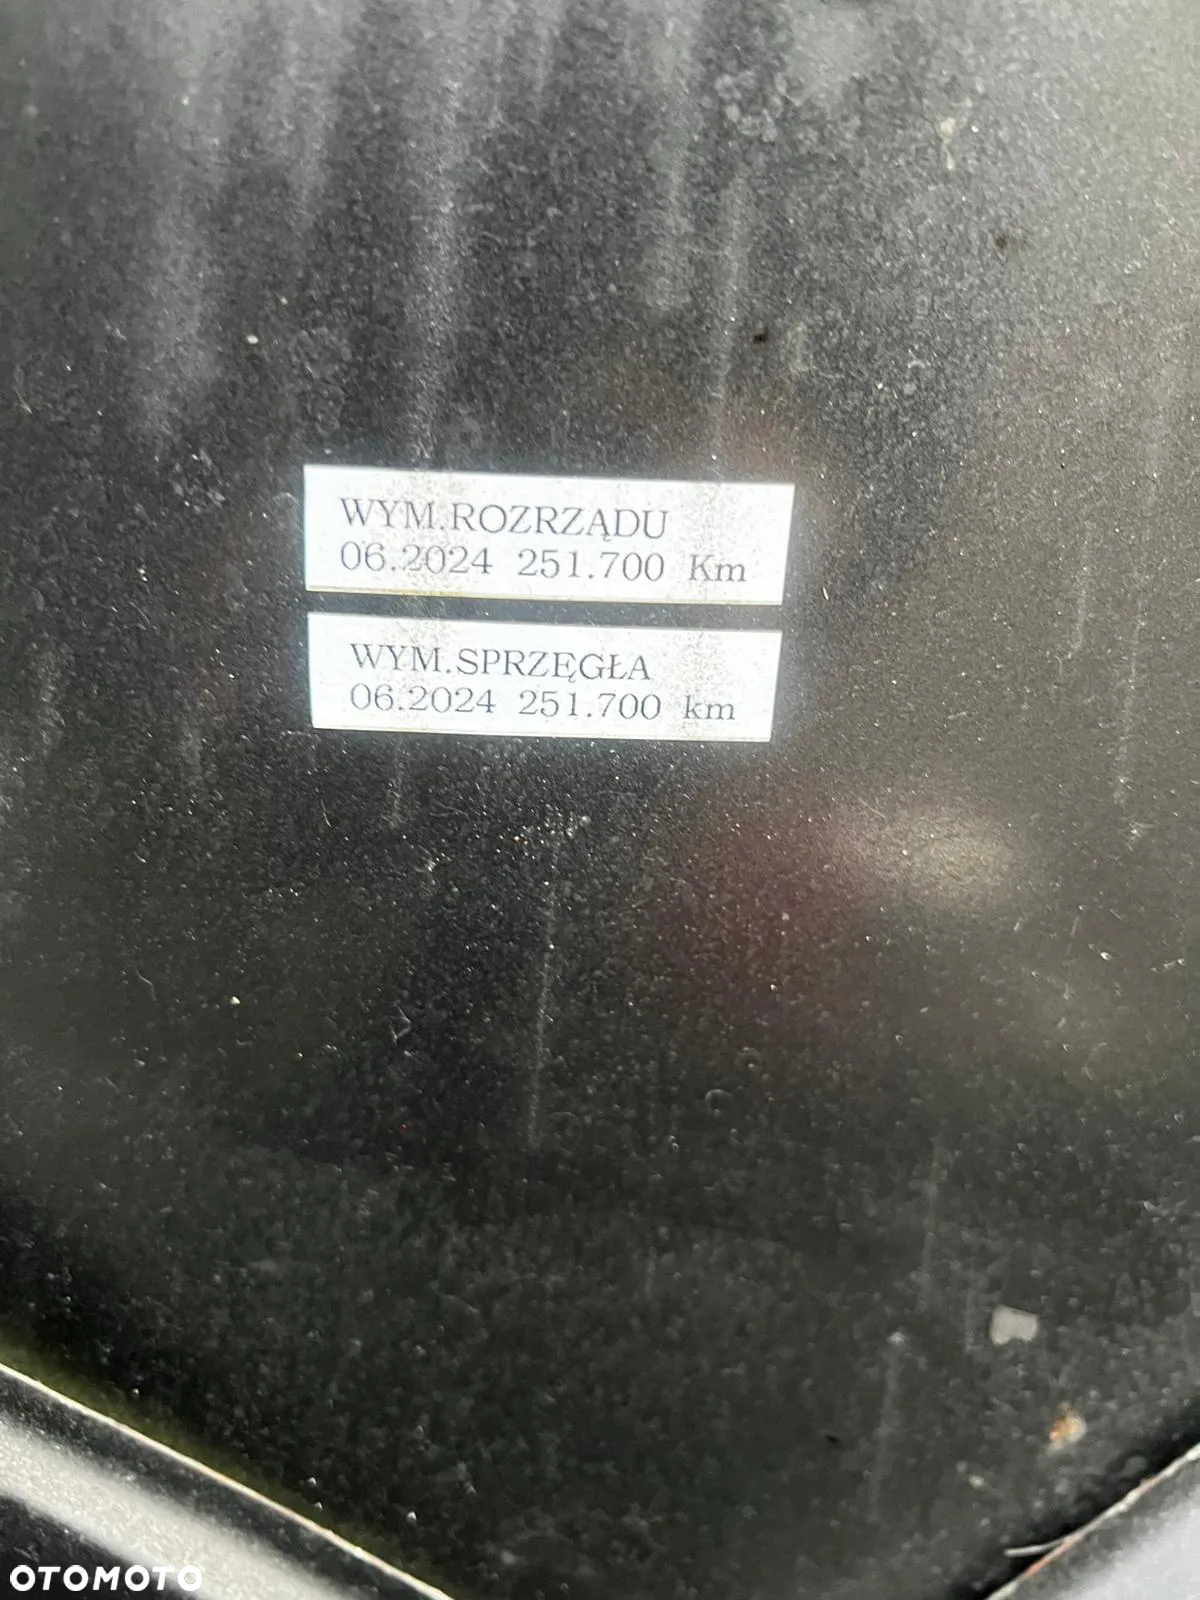 WYM.ROZRZĄDU
06.2024 251.700 Km
WYM.SPRZĘGŁA
06.2024 251.700 km
OTOMOTO